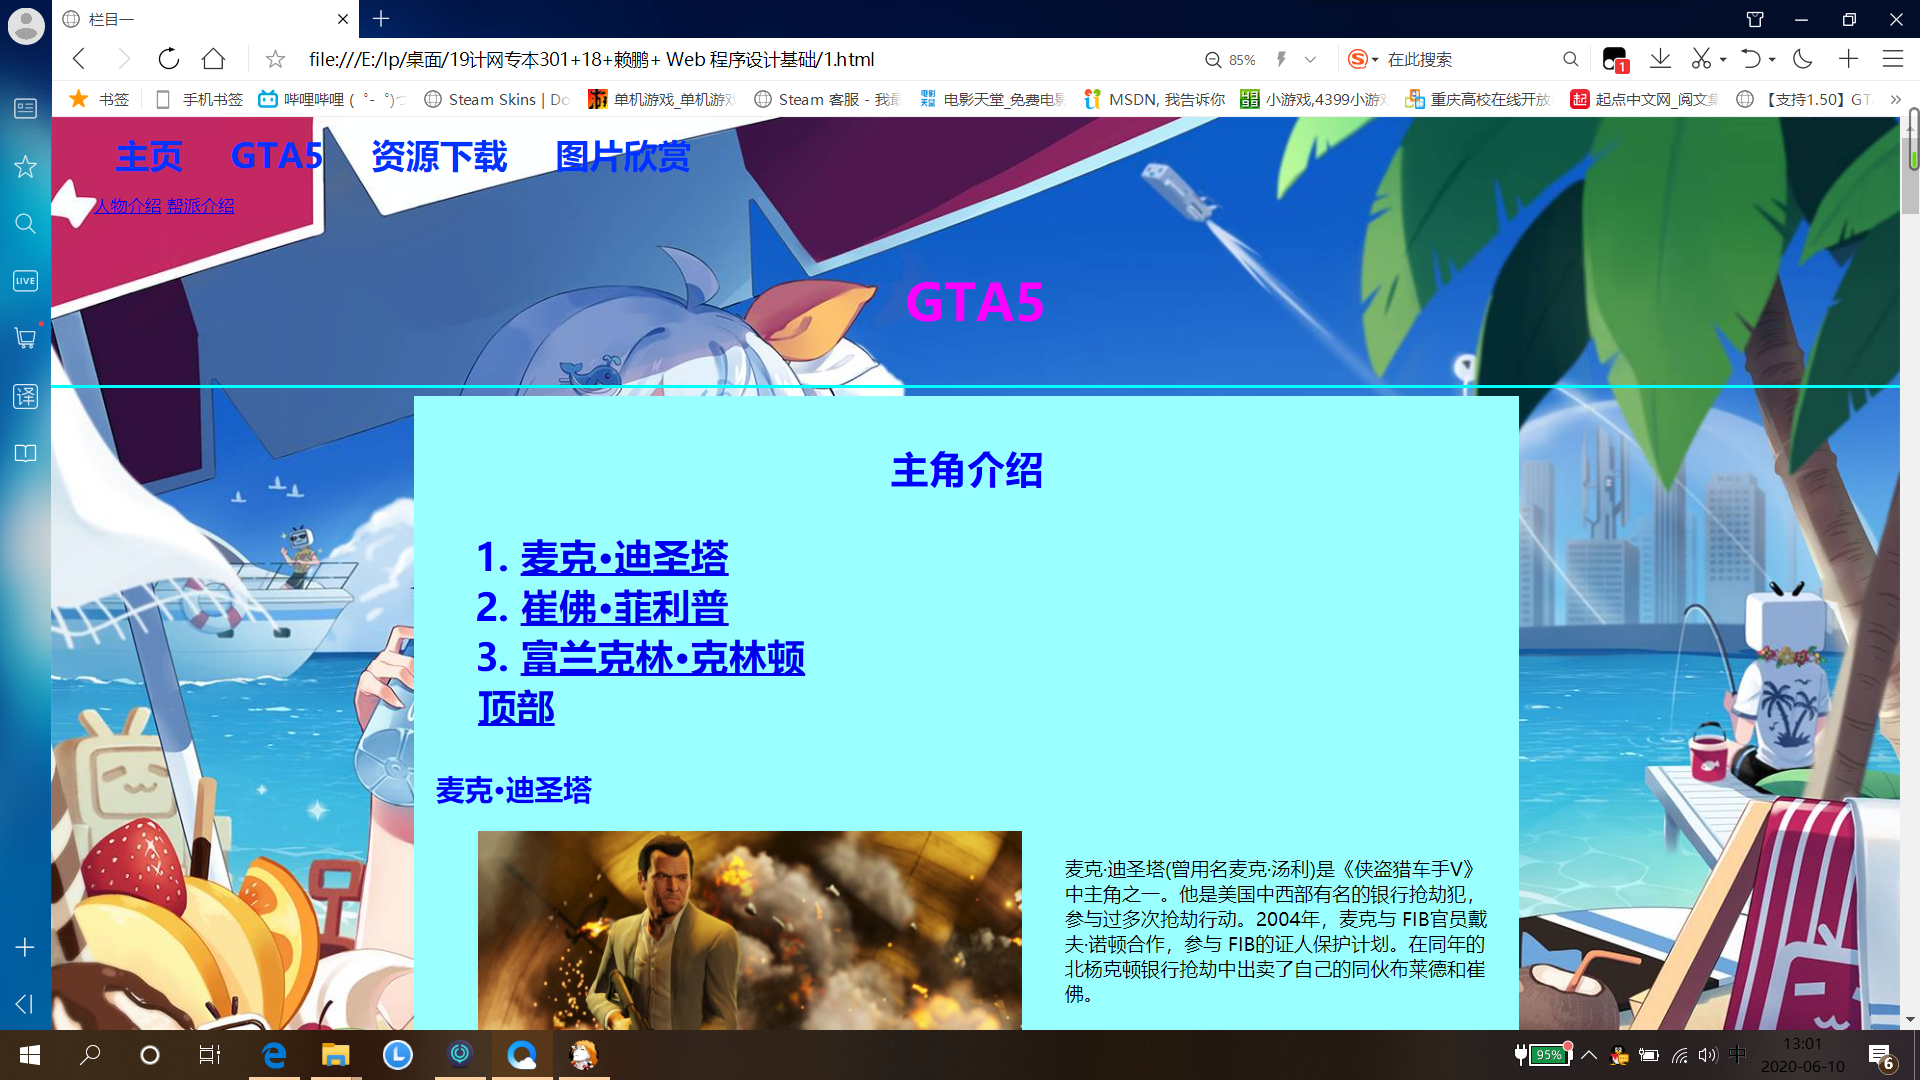 栏目一
file:///E:/lp/桌面/19计网专本301+18+赖鹏+ Web 程序设计基础/1.html
85%
在此搜索
1
书签
手机书签
哔哩哔哩 ( ゜- ゜)つ
Steam Skins | Do
单机游戏_单机游戏
Steam 客服 - 我最
电影天堂_免费电影
MSDN, 我告诉你
小游戏,4399小游戏
重庆高校在线开放
起点中文网_阅文集
【支持1.50】GT
LIVE
译
主页
GTA5
资源下载
图片欣赏
人物介绍 帮派介绍
GTA5
主角介绍
1. 麦克•迪圣塔
2. 崔佛•菲利普
3. 富兰克林•克林顿
顶部
麦克•迪圣塔
麦克·迪圣塔(曾用名麦克·汤利)是《侠盗猎车手V》
中主角之一。他是美国中西部有名的银行抢劫犯，
参与过多次抢劫行动。2004年，麦克与 FIB官员戴
夫·诺顿合作，参与 FIB的证人保护计划。在同年的
北杨克顿银行抢劫中出卖了自己的同伙布莱德和崔
佛。
95%
中
13:01
2020-06-10
6